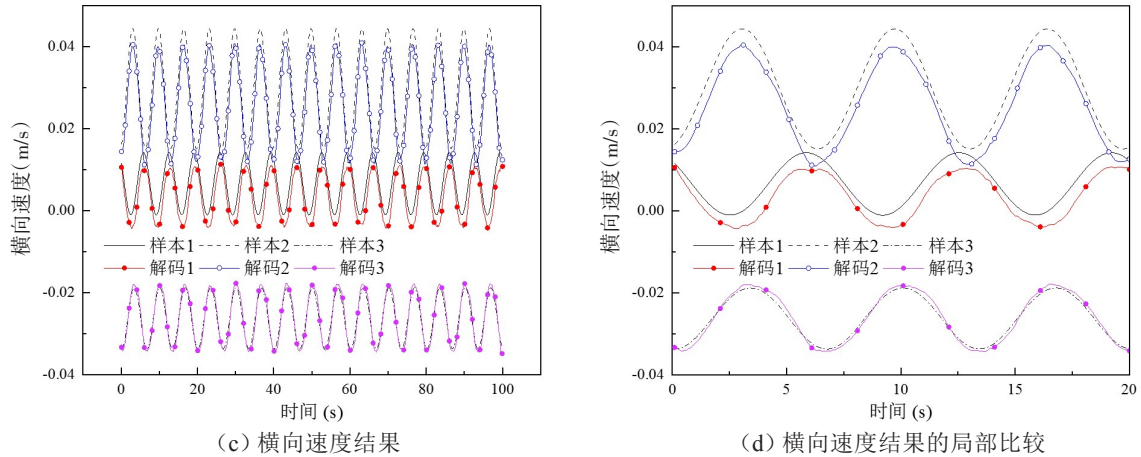 0.04
0.02
0.00
-0.02
-0.04
横向速度(m/s)
样本1 样本2 样本3
解码1 解码2 解码3
0 20 40 60 80 100
时间 (s)
(c) 横向速度结果
0.04
0.02
0.00
-0.02
-0.04
横向速度(m/s)
样本1 样本2 样本3
解码1 解码2 解码3
0 5 10 15 20
时间 (s)
(d) 横向速度结果的局部比较